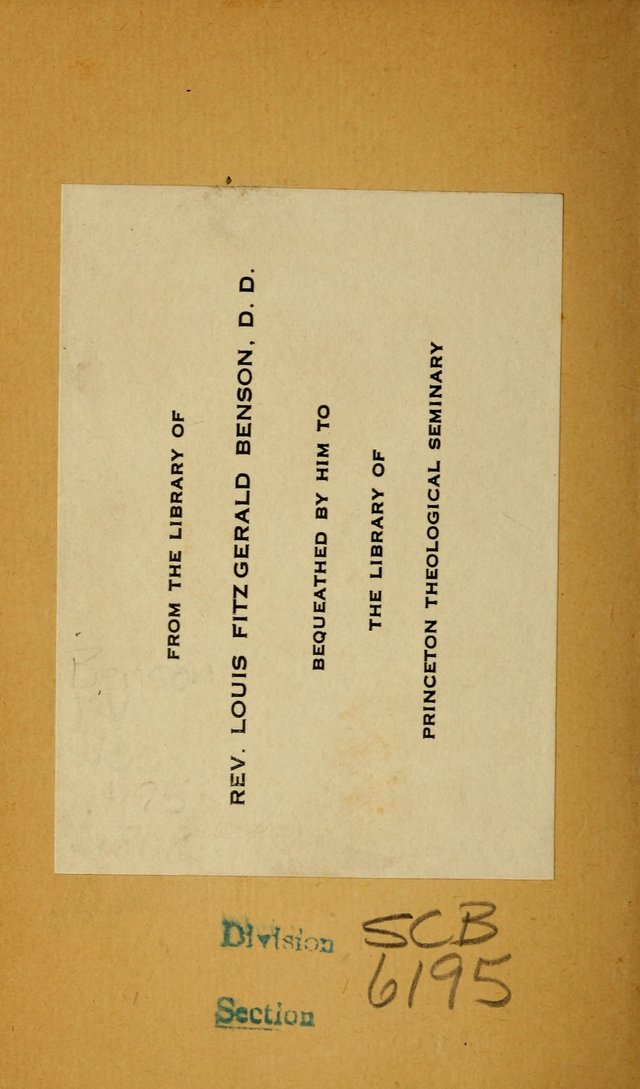 FROM THE LIBRARY OF
REV. LOUIS FITZGERALD BENSON, D. D.
BEQUEATHED BY HIM TO
THE LIBRARY OF
PRINCETON THEOLOGICAL SEMINARY
Division SCB
Section 6195